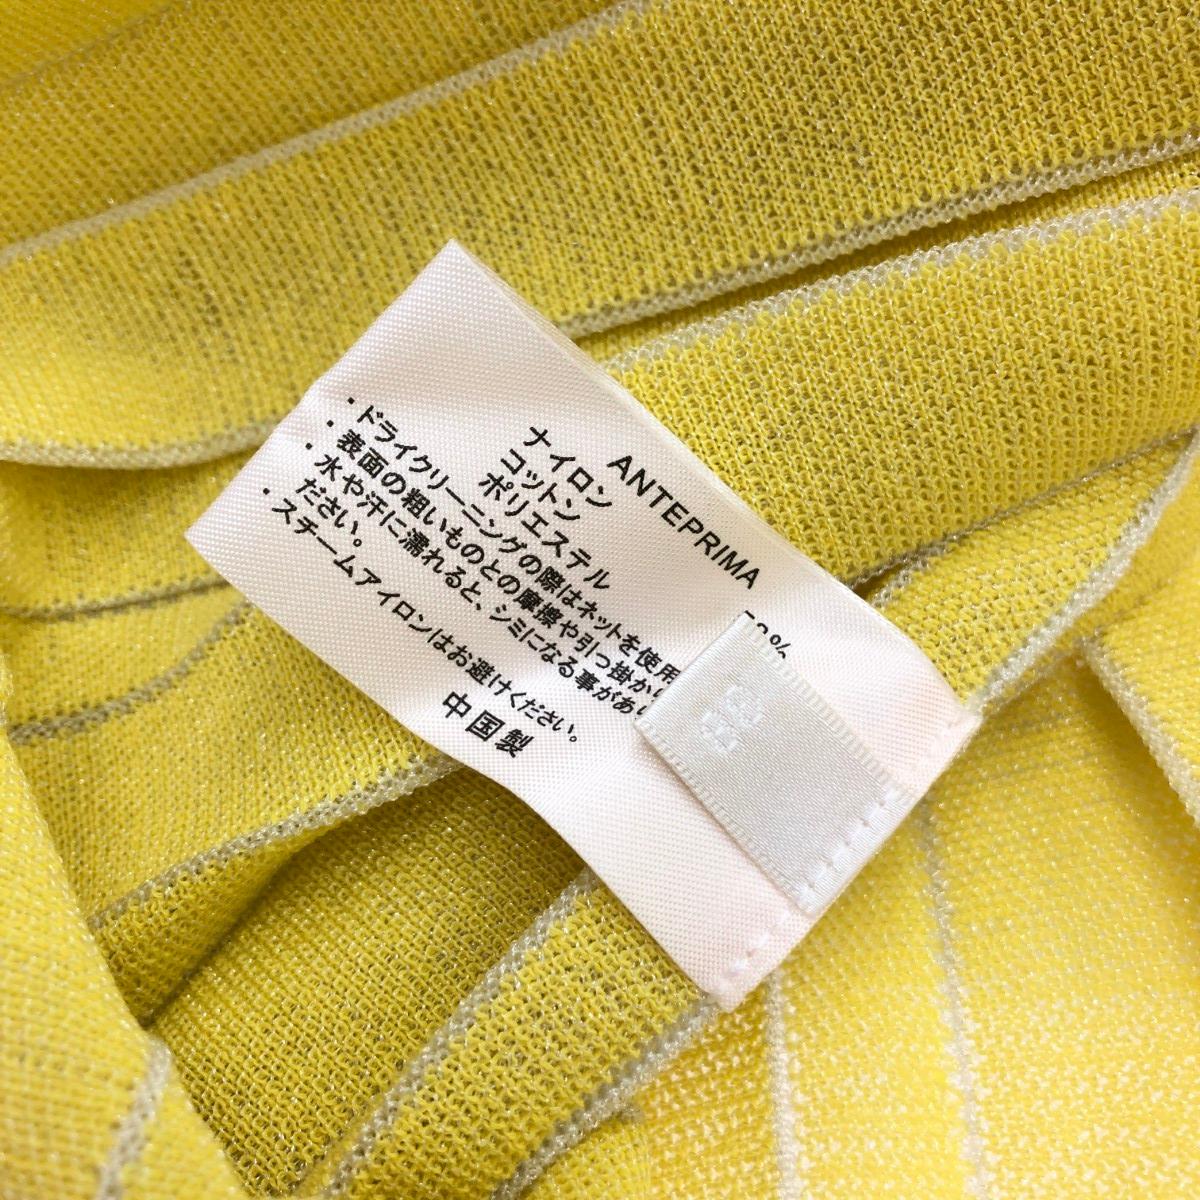 ANTEPRIMA
ナイロン
コットン
ポリエステル
・ドライクリーニングの際はネットを使用
・表面の粗いものとの摩擦や引っ掛かり
・水や汗に濡れると、シミになる事があり
ださい。
・スチームアイロンはお避けください。
中国製
38